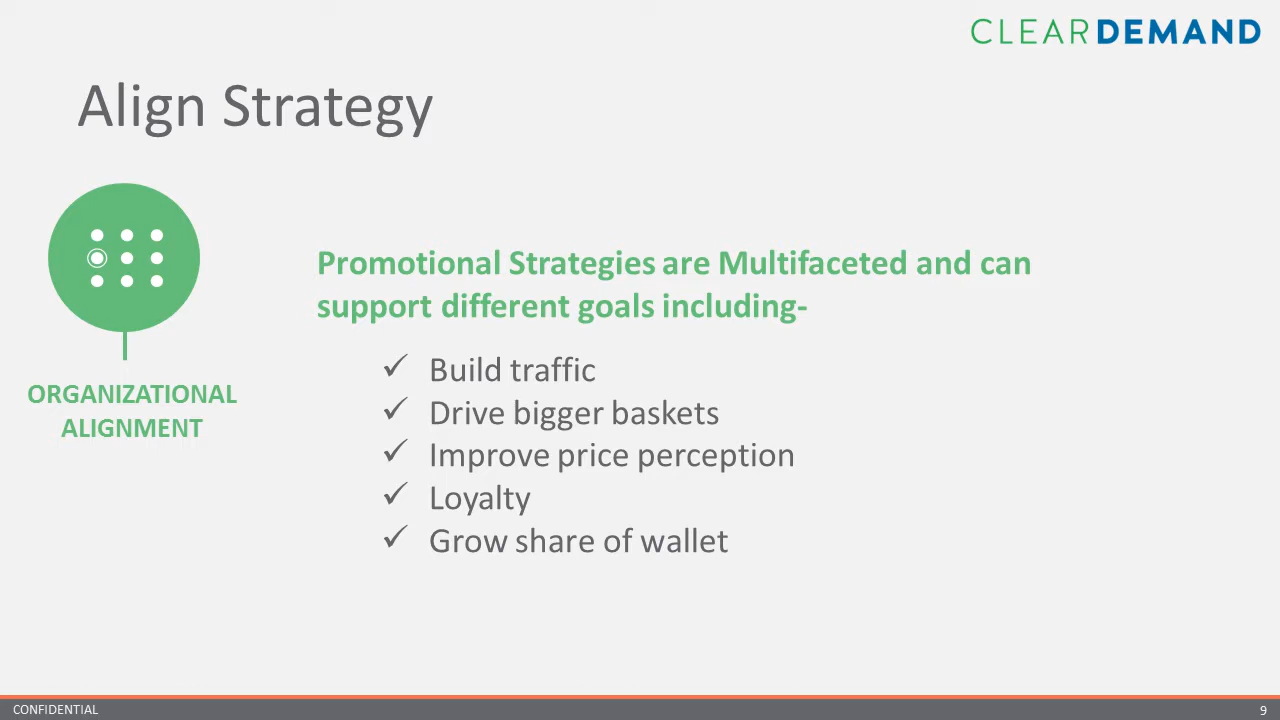 CLEARDEMAND
Align Strategy
ORGANIZATIONAL
ALIGNMENT
Promotional Strategies are Multifaceted and can
support different goals including-
✓ Build traffic
✓ Drive bigger baskets
✓ Improve price perception
✓ Loyalty
✓ Grow share of wallet
CONFIDENTIAL
9